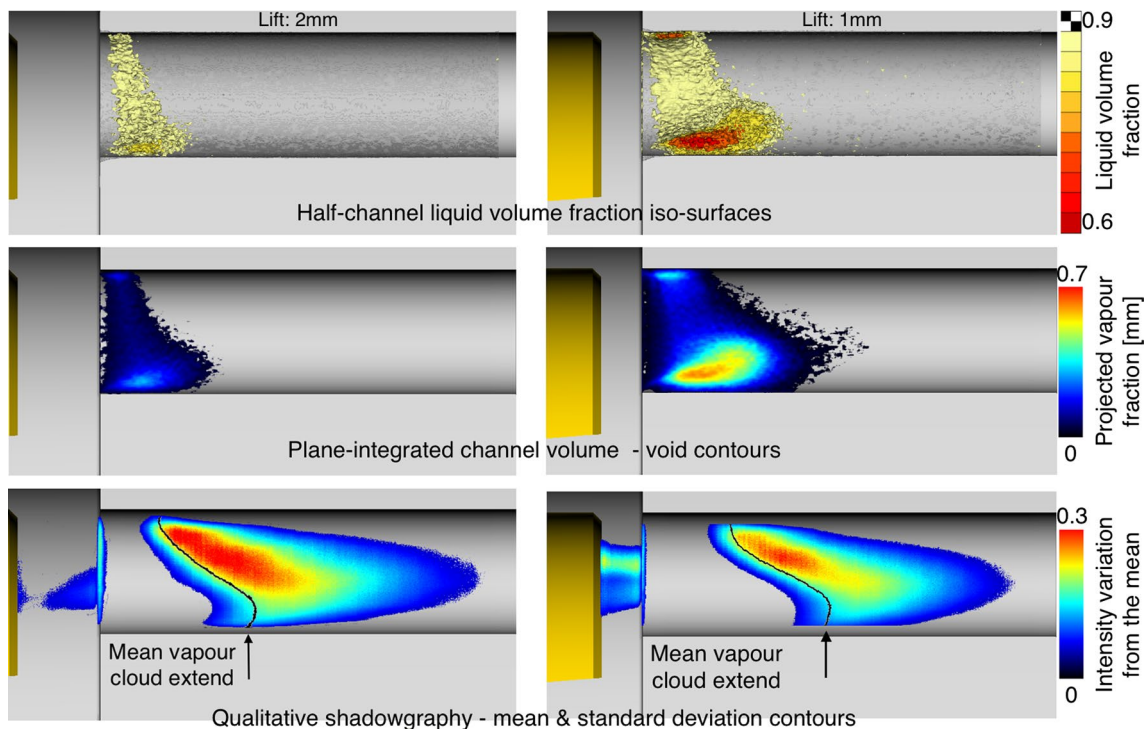 Lift: 2mm
Lift: 1mm
0.9
Liquid volume
fraction
0.6
Half-channel liquid volume fraction iso-surfaces
0.7
Projected vapour
fraction [mm]
0
Plane-integrated channel volume - void contours
0.3
Intensity variation
from the mean
0
Mean vapour
cloud extend
Mean vapour
cloud extend
Qualitative shadowgraphy - mean & standard deviation contours